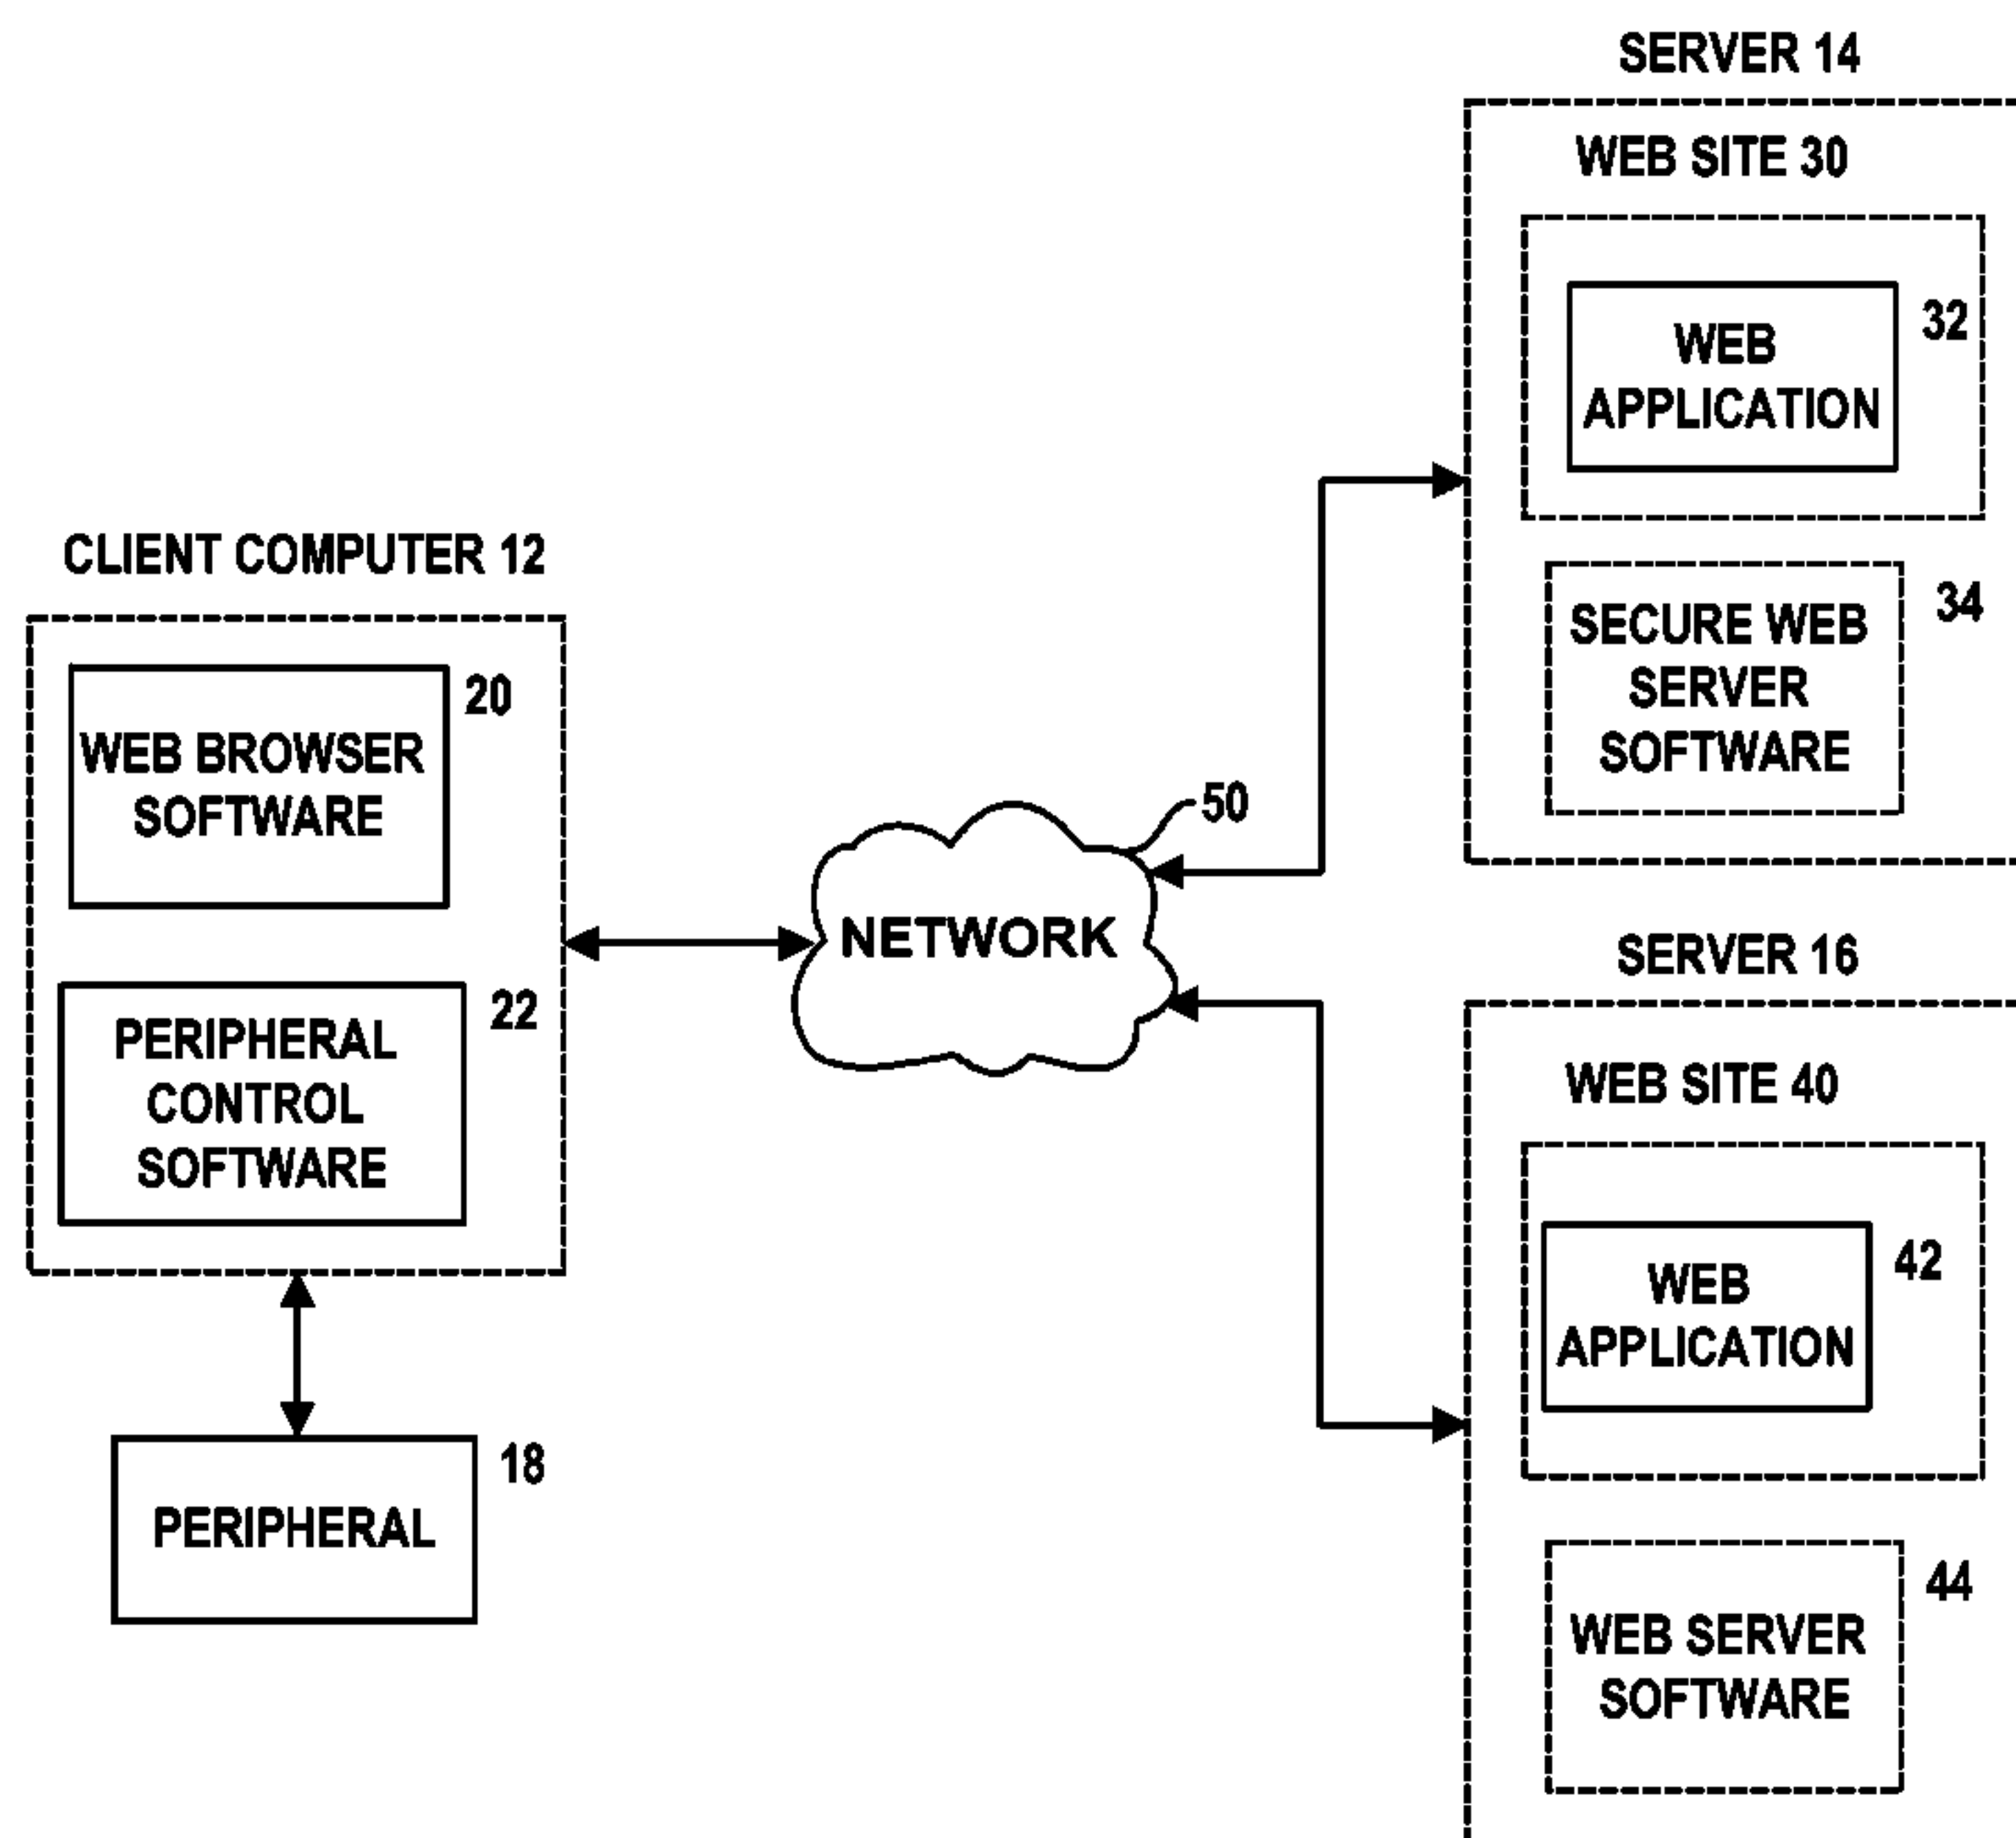 SERVER 14
WEB SITE 30
WEB
APPLICATION
32
SECURE WEB
SERVER
SOFTWARE
34
CLIENT COMPUTER 12
WEB BROWSER
SOFTWARE
20
PERIPHERAL
CONTROL
SOFTWARE
22
PERIPHERAL
18
NETWORK
50
SERVER 16
WEB SITE 40
WEB
APPLICATION
42
WEB SERVER
SOFTWARE
44